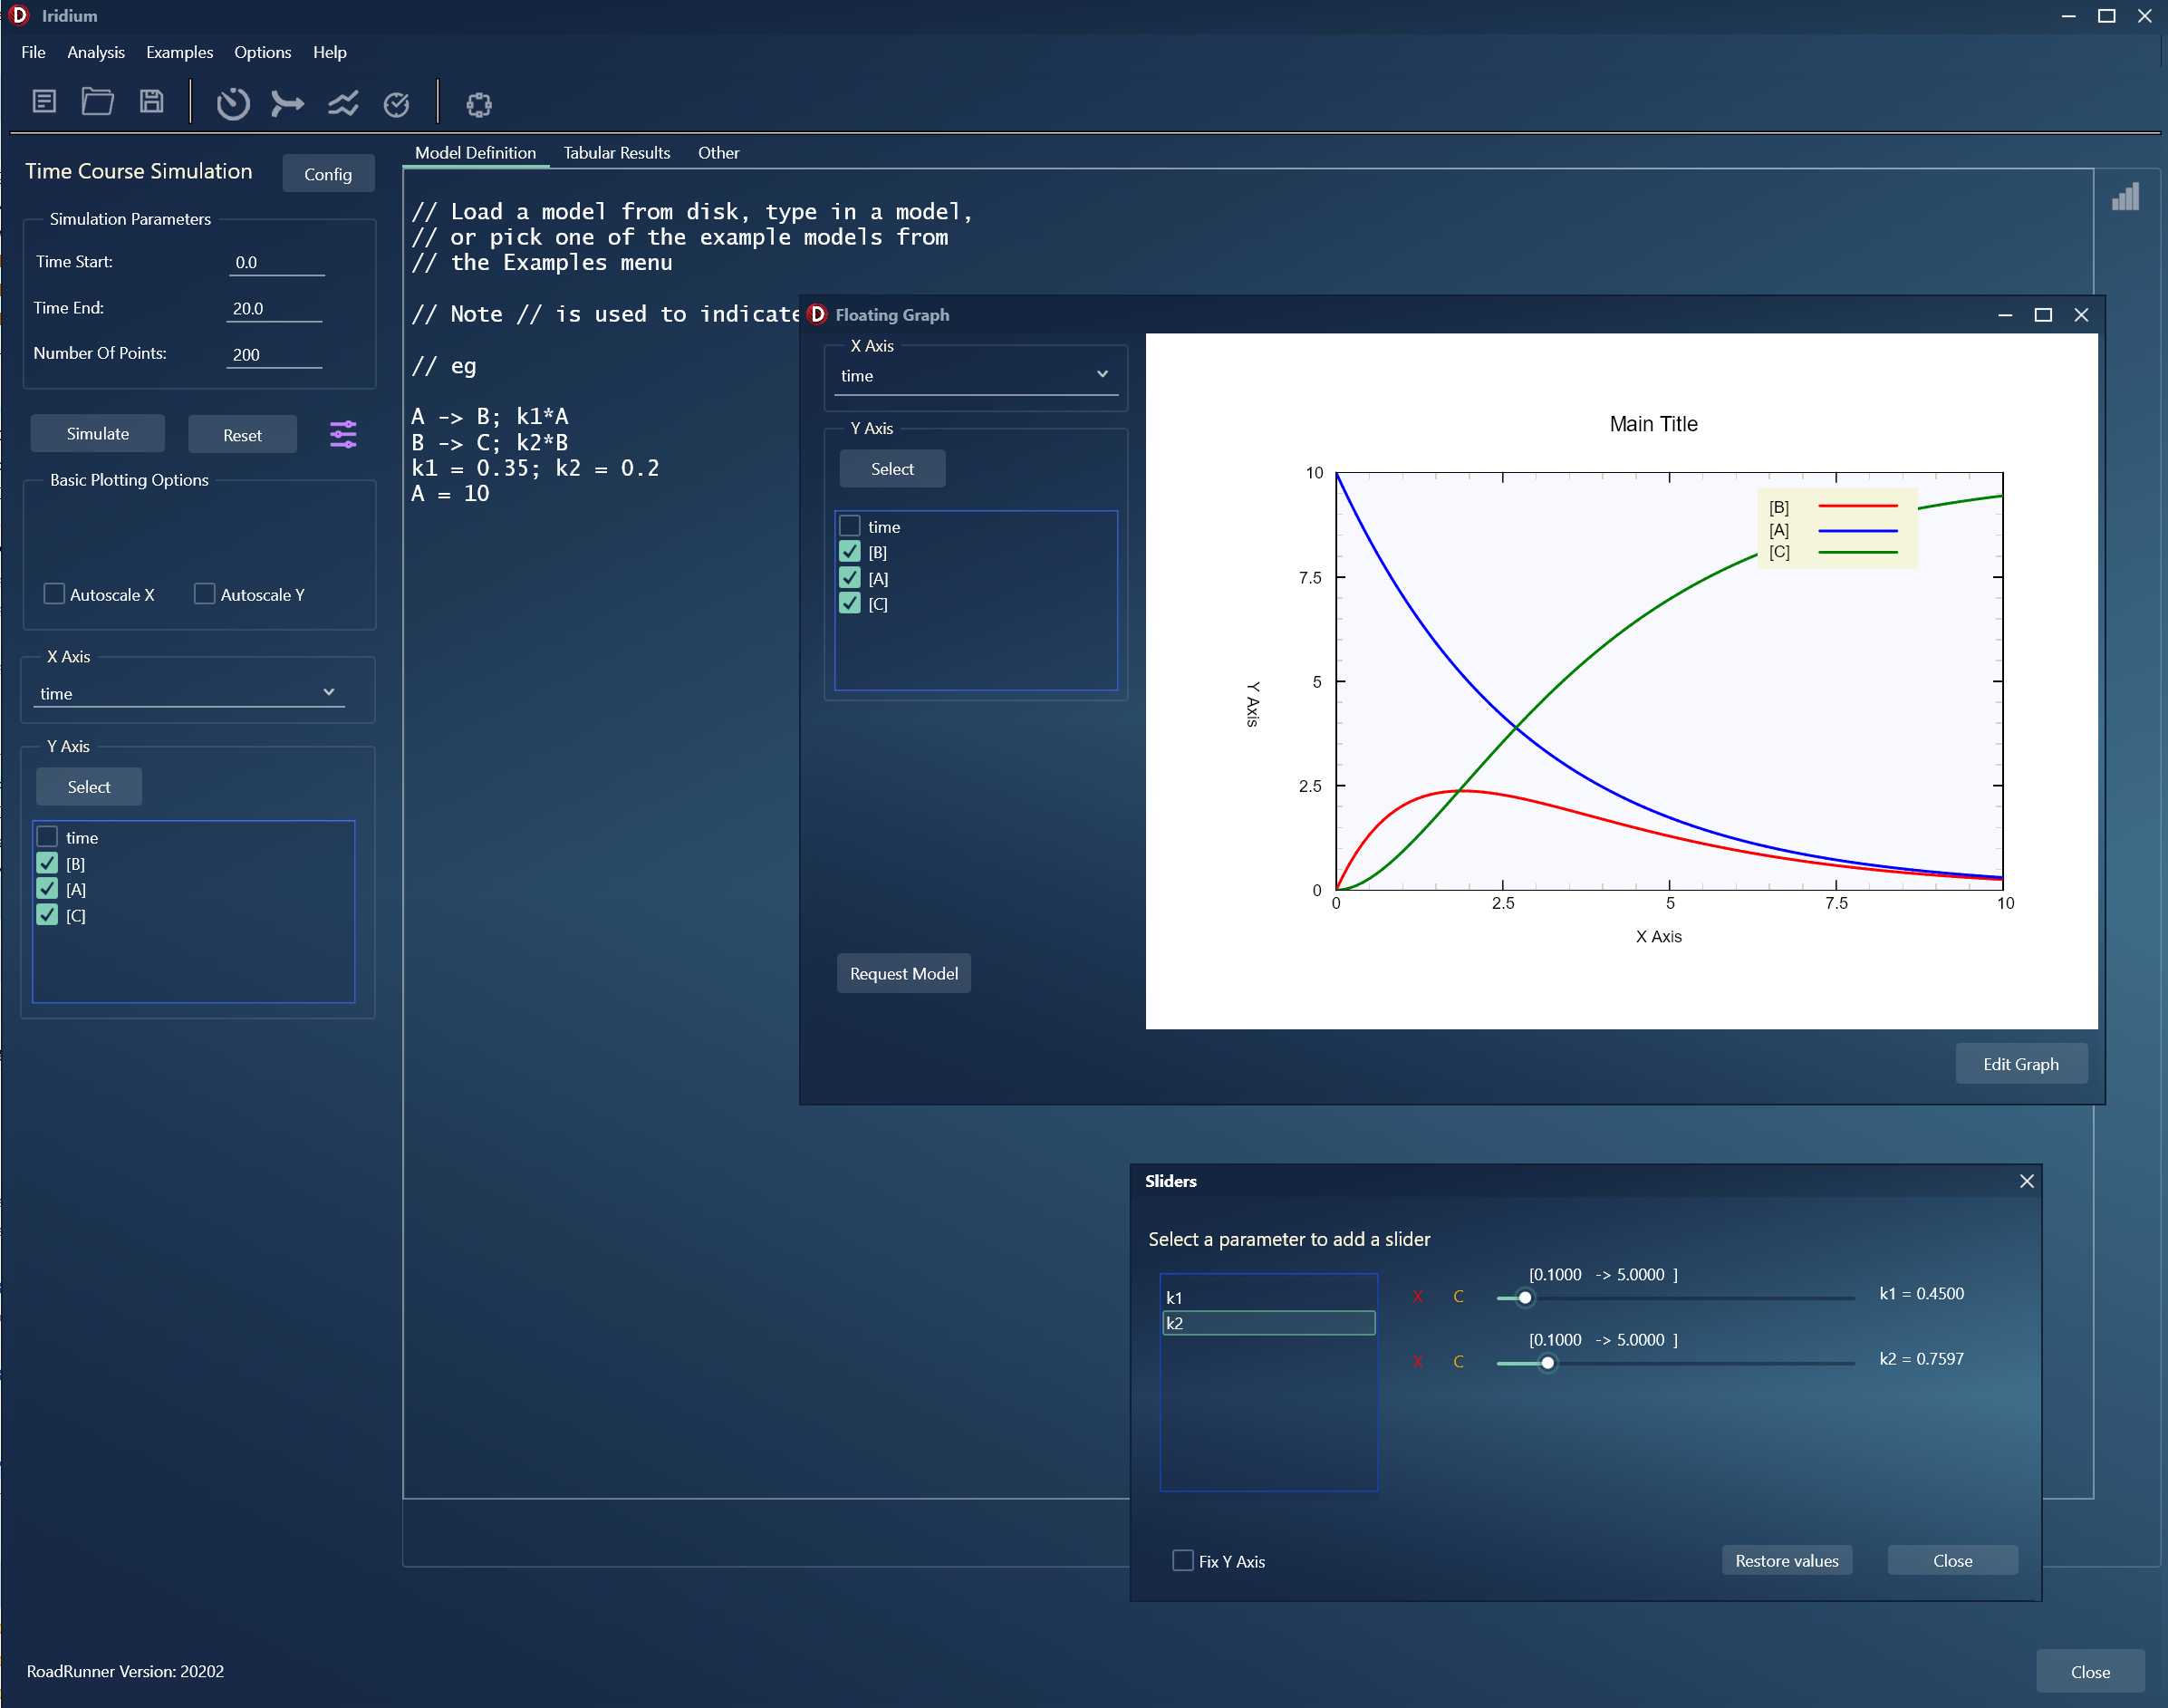 Iridium
File Analysis Examples Options Help
Time Course Simulation
Config
Simulation Parameters
Time Start: 0.0
Time End: 20.0
Number Of Points: 200
Simulate Reset
Basic Plotting Options
Autoscale X Autoscale Y
X Axis
time
Y Axis
Select
time
[B]
[A]
[C]
RoadRunner Version: 20202
Model Definition Tabular Results Other
// Load a model from disk, type in a model,
// or pick one of the example models from
// the Examples menu
// Note // is used to indicate
// eg
A -> B; k1*A
B -> C; k2*B
k1 = 0.35; k2 = 0.2
A = 10
Floating Graph
X Axis
time
Y Axis
Select
time
[B]
[A]
[C]
Request Model
Main Title
[B]
[A]
[C]
10
7.5
5
2.5
0
Y Axis
0 2.5 5 7.5 10
X Axis
Edit Graph
Sliders
Select a parameter to add a slider
k1
k2
[0.1000 -> 5.0000 ]
X C k1 = 0.4500
[0.1000 -> 5.0000 ]
X C k2 = 0.7597
Fix Y Axis
Restore values Close
Close